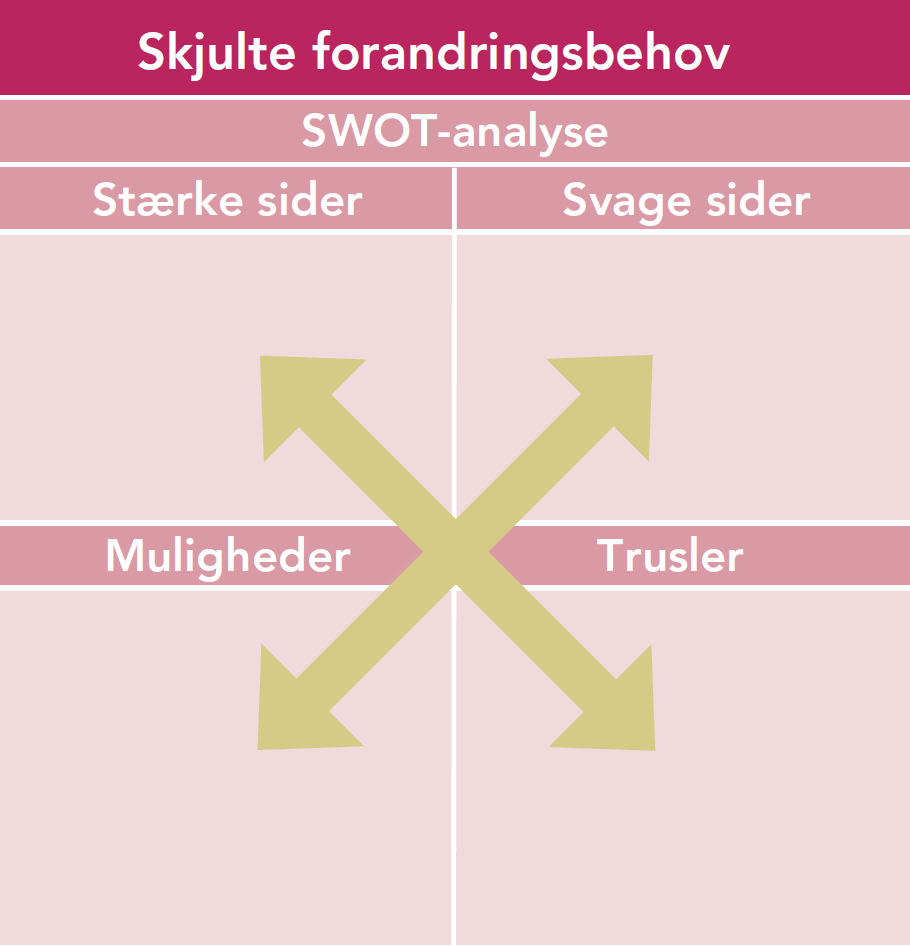 Skjulte forandringsbehov
SWOT-analyse
Stærke sider
Svage sider
Muligheder
Trusler